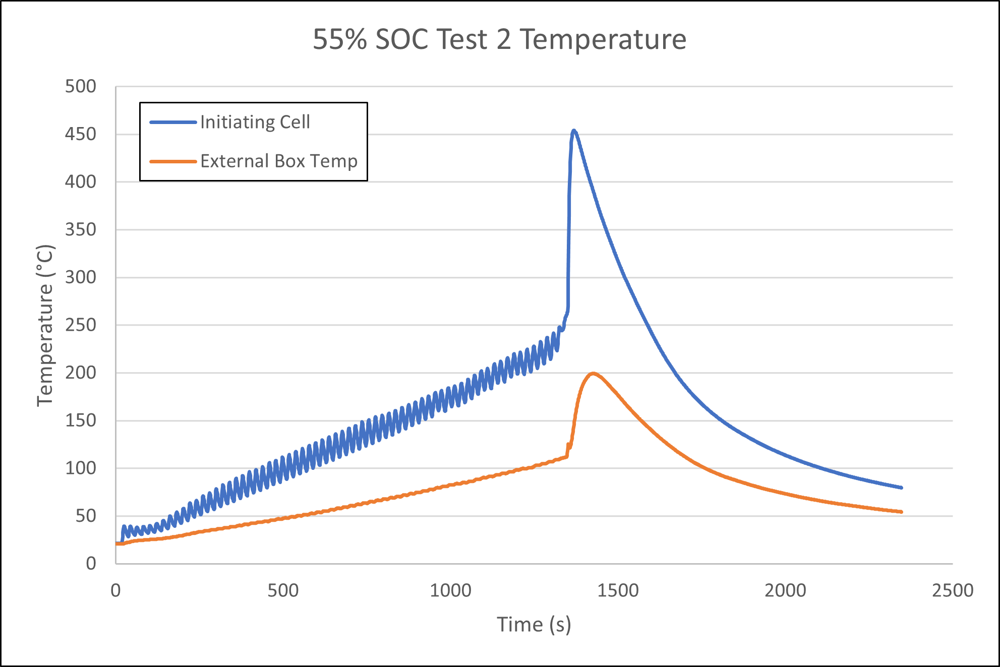 55% SOC Test 2 Temperature
500
450
400
350
300
250
200
150
100
50
0
Initiating Cell
External Box Temp
Temperature (°C)
0 500 1000 1500 2000 2500
Time (s)